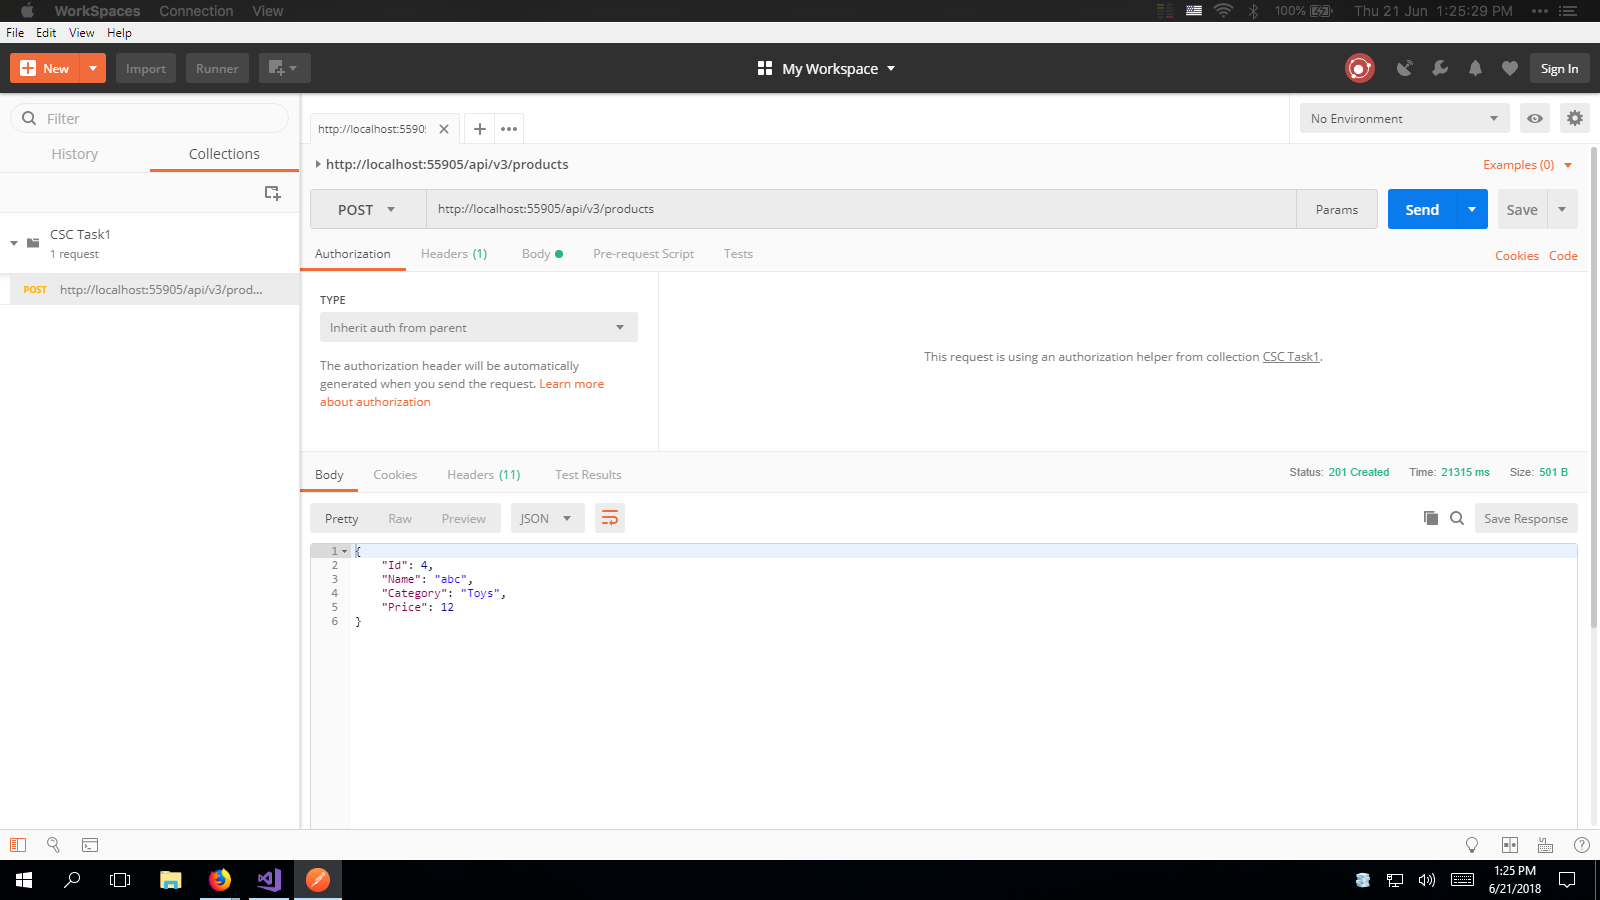 WorkSpaces Connection View 100% Thu 21 Jun 1:25:29 PM
File Edit View Help
New Import Runner My Workspace Sign In
Filter
History Collections
CSC Task1
1 request
POST http://localhost:55905/api/v3/prod...
http://localhost:5590
No Environment
http://localhost:55905/api/v3/products Examples (0)
POST http://localhost:55905/api/v3/products Params Send Save
Authorization Headers (1) Body Pre-request Script Tests Cookies Code
TYPE
Inherit auth from parent
The authorization header will be automatically
generated when you send the request. Learn more
about authorization
This request is using an authorization helper from collection CSC Task1.
Body Cookies Headers (11) Test Results Status: 201 Created Time: 21315 ms Size: 501 B
Pretty Raw Preview JSON Save Response
1 {
2 "Id": 4,
3 "Name": "abc",
4 "Category": "Toys",
5 "Price": 12
6 }
1:25 PM
6/21/2018